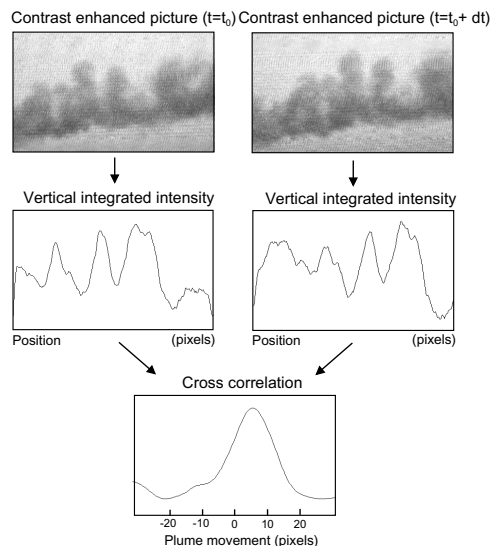 Contrast enhanced picture (t=t₀) Contrast enhanced picture (t=t₀+ dt)
Vertical integrated intensity Vertical integrated intensity
Position (pixels) Position (pixels)
Cross correlation
-20 -10 0 10 20
Plume movement (pixels)